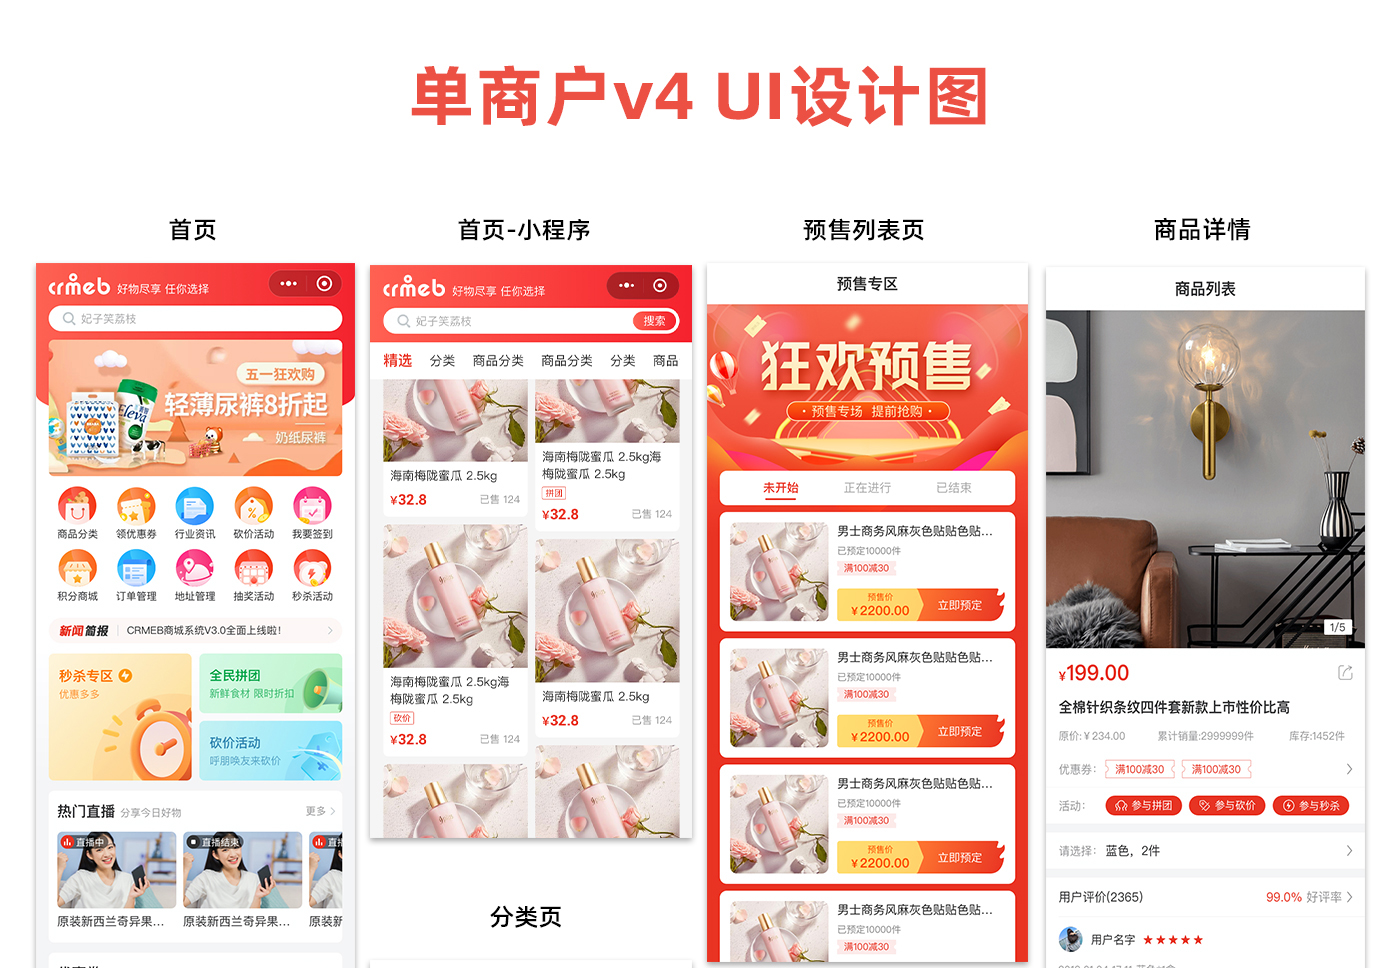 单商户v4 UI设计图
首页
crmeb 好物尽享 任你选择
妃子笑荔枝
五一狂欢购
轻薄尿裤8折起
奶纸尿裤
Eleva
商品分类 领优惠券 行业资讯 砍价活动 我要签到
积分商城 订单管理 地址管理 抽奖活动 秒杀活动
新闻简报 CRMEB商城系统V3.0全面上线啦!
秒杀专区
优惠多多
全民拼团
新鲜食材 限时折扣
砍价活动
呼朋唤友来砍价
热门直播 分享今日好物 更多
直播中 直播结束 直
原装新西兰奇异果... 原装新西兰奇异果... 原装新
首页-小程序
crmeb 好物尽享 任你选择
妃子笑荔枝 搜索
精选 分类 商品分类 商品分类 分类 商品
海南梅陇蜜瓜 2.5kg
¥32.8 已售 124
海南梅陇蜜瓜 2.5kg海
梅陇蜜瓜 2.5kg
拼团
¥32.8 已售 124
海南梅陇蜜瓜 2.5kg海
梅陇蜜瓜 2.5kg
砍价
¥32.8 已售 124
海南梅陇蜜瓜 2.5kg
¥32.8 已售 124
分类页
预售列表页
预售专区
狂欢预售
·预售专场 提前抢购·
未开始 正在进行 已结束
男士商务风麻灰色贴贴色贴...
已预定10000件
满100减30
预售价
¥2200.00 立即预定
男士商务风麻灰色贴贴色贴...
已预定10000件
满100减30
预售价
¥2200.00 立即预定
男士商务风麻灰色贴贴色贴...
已预定10000件
满100减30
预售价
¥2200.00 立即预定
男士商务风麻灰色贴贴色贴...
已预定10000件
满100减30
商品详情
商品列表
1/5
¥199.00
全棉针织条纹四件套新款上市性价比高
原价:¥234.00 累计销量:2999999件 库存:1452件
优惠券: 满100减30 满100减30
活动: 参与拼团 参与砍价 参与秒杀
请选择: 蓝色，2件
用户评价(2365) 99.0% 好评率
用户名字 ★★★★★